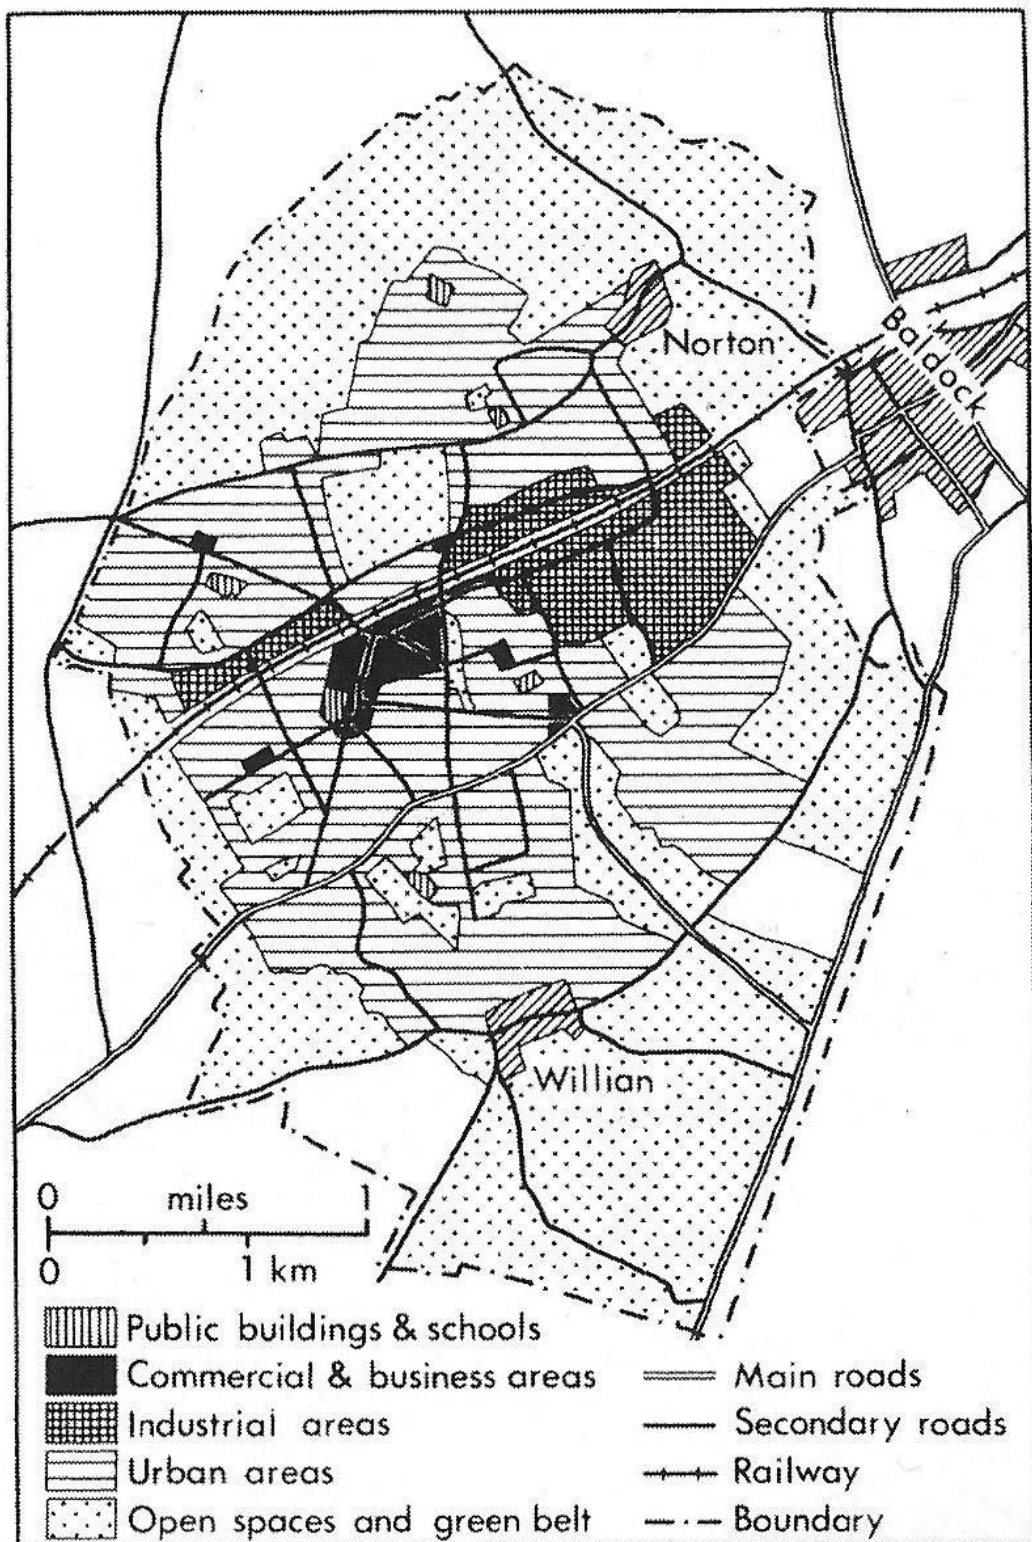 Norton
Baldock
Willian
0 miles 1
0 1 km
Public buildings & schools
Commercial & business areas
Industrial areas
Urban areas
Open spaces and green belt
Main roads
Secondary roads
Railway
Boundary